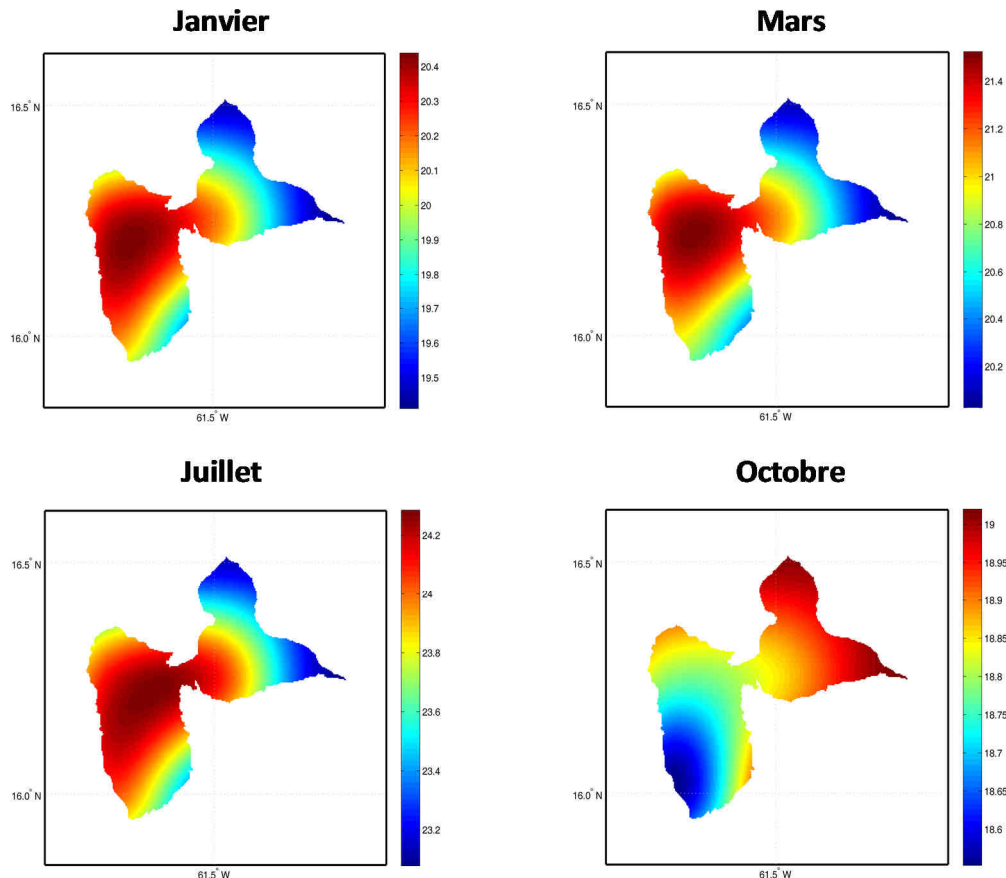 Janvier
16.5° N
16.0° N
61.5° W
20.4
20.3
20.2
20.1
20
19.9
19.8
19.7
19.6
19.5
Mars
16.5° N
16.0° N
61.5° W
21.4
21.2
21
20.8
20.6
20.4
20.2
Juillet
16.5° N
16.0° N
61.5° W
24.2
24
23.8
23.6
23.4
23.2
Octobre
16.5° N
16.0° N
61.5° W
19
18.95
18.9
18.85
18.8
18.75
18.7
18.65
18.6